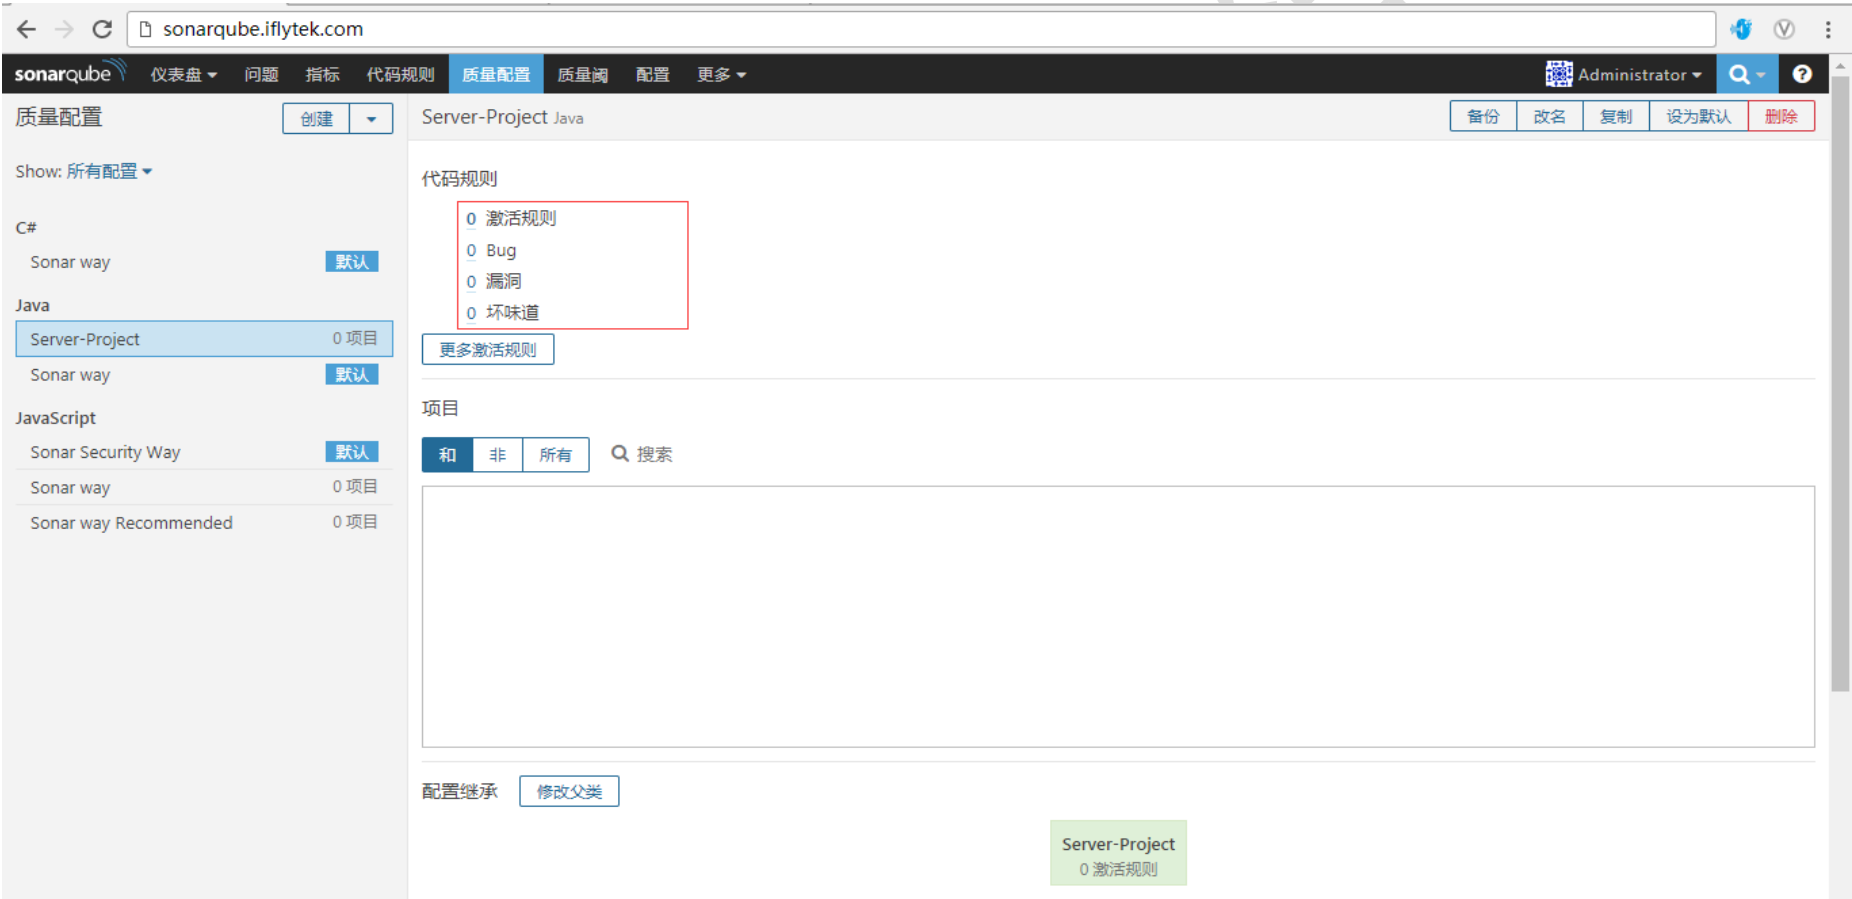 sonarqube.iflytek.com
sonarqube 仪表盘 问题 指标 代码规则 质量配置 质量阈 配置 更多 Administrator
质量配置 创建
Server-Project Java 备份 改名 复制 设为默认 删除
Show: 所有配置
C#
Sonar way 默认
Java
Server-Project 0 项目
Sonar way 默认
JavaScript
Sonar Security Way 默认
Sonar way 0 项目
Sonar way Recommended 0 项目
代码规则
0 激活规则
0 Bug
0 漏洞
0 坏味道
更多激活规则
项目
和 非 所有 搜索
配置继承 修改父类
Server-Project
0 激活规则